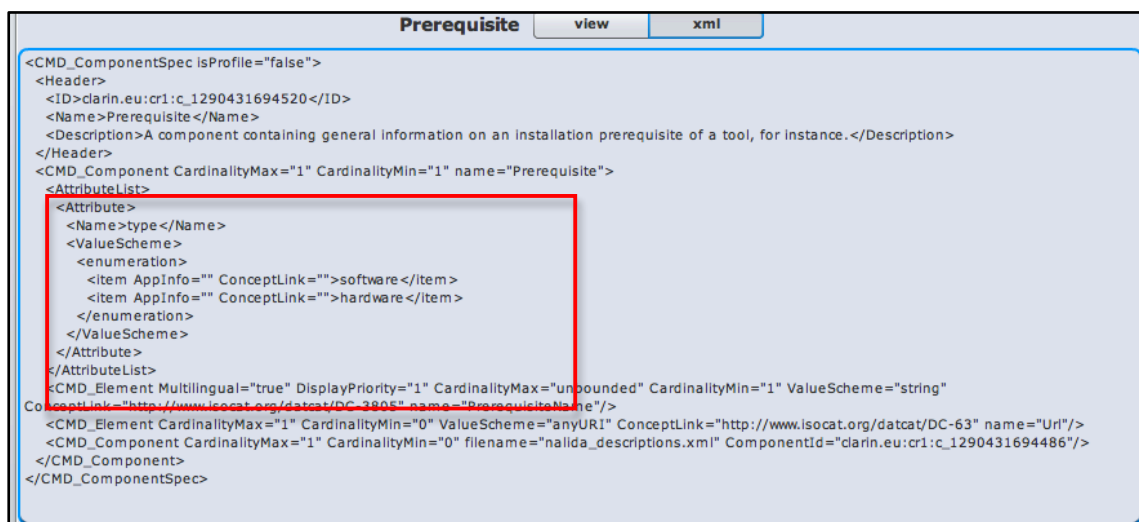 Prerequisite view xml
<CMD_ComponentSpec isProfile="false">
<Header>
<ID>clarin.eu:cr1:c_1290431694520</ID>
<Name>Prerequisite</Name>
<Description>A component containing general information on an installation prerequisite of a tool, for instance.</Description>
</Header>
<CMD_Component CardinalityMax="1" CardinalityMin="1" name="Prerequisite">
<AttributeList>
<Attribute>
<Name>type</Name>
<ValueScheme>
<enumeration>
<item AppInfo="" ConceptLink="">software</item>
<item AppInfo="" ConceptLink="">hardware</item>
</enumeration>
</ValueScheme>
</Attribute>
</AttributeList>
<CMD_Element Multilingual="true" DisplayPriority="1" CardinalityMax="unbounded" CardinalityMin="1" ValueScheme="string"
ConceptLink="http://www.isocat.org/datcat/DC-3805" name="PrerequisiteName"/>
<CMD_Element CardinalityMax="1" CardinalityMin="0" ValueScheme="anyURI" ConceptLink="http://www.isocat.org/datcat/DC-63" name="Url"/>
<CMD_Component CardinalityMax="1" CardinalityMin="0" filename="nalida_descriptions.xml" ComponentId="clarin.eu:cr1:c_1290431694486"/>
</CMD_Component>
</CMD_ComponentSpec>